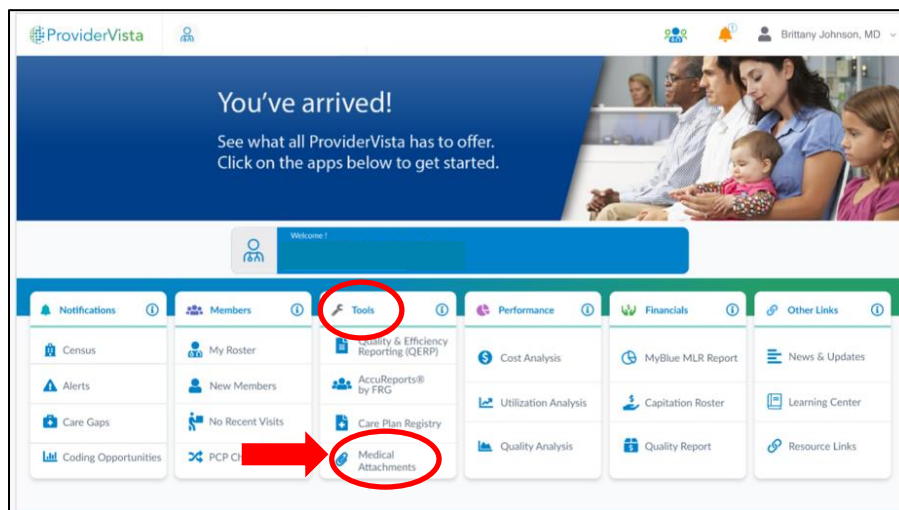 ProviderVista
1
Brittany Johnson, MD
You've arrived!
See what all ProviderVista has to offer.
Click on the apps below to get started.
Welcome !
Notifications
Census
Alerts
Care Gaps
Coding Opportunities
Members
My Roster
New Members
No Recent Visits
PCP Ch
Tools
Quality & Efficiency
Reporting (QERP)
AccuReports®
by FRG
Care Plan Registry
Medical
Attachments
Performance
Cost Analysis
Utilization Analysis
Quality Analysis
Financials
MyBlue MLR Report
Capitation Roster
Quality Report
Other Links
News & Updates
Learning Center
Resource Links